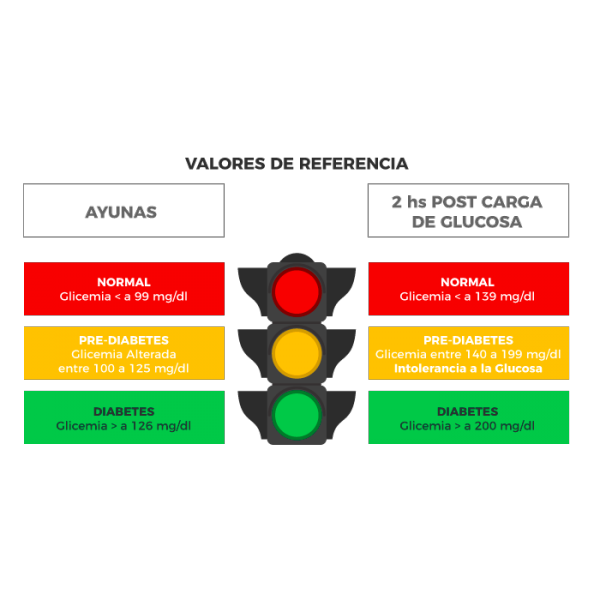 VALORES DE REFERENCIA
AYUNAS
2 hs POST CARGA
DE GLUCOSA
NORMAL
Glicemia < a 99 mg/dl
NORMAL
Glicemia < a 139 mg/dl
PRE-DIABETES
Glicemia Alterada
entre 100 a 125 mg/dl
PRE-DIABETES
Glicemia entre 140 a 199 mg/dl
Intolerancia a la Glucosa
DIABETES
Glicemia > a 126 mg/dl
DIABETES
Glicemia > a 200 mg/dl